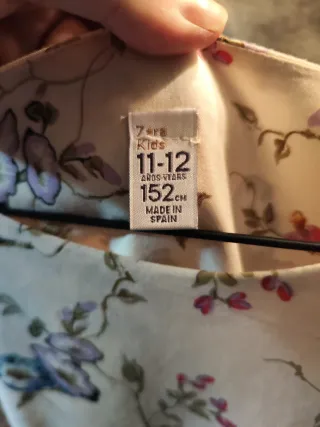 Zara
Kids
11-12
AÑOS-YEARS
152CM
MADE IN
SPAIN